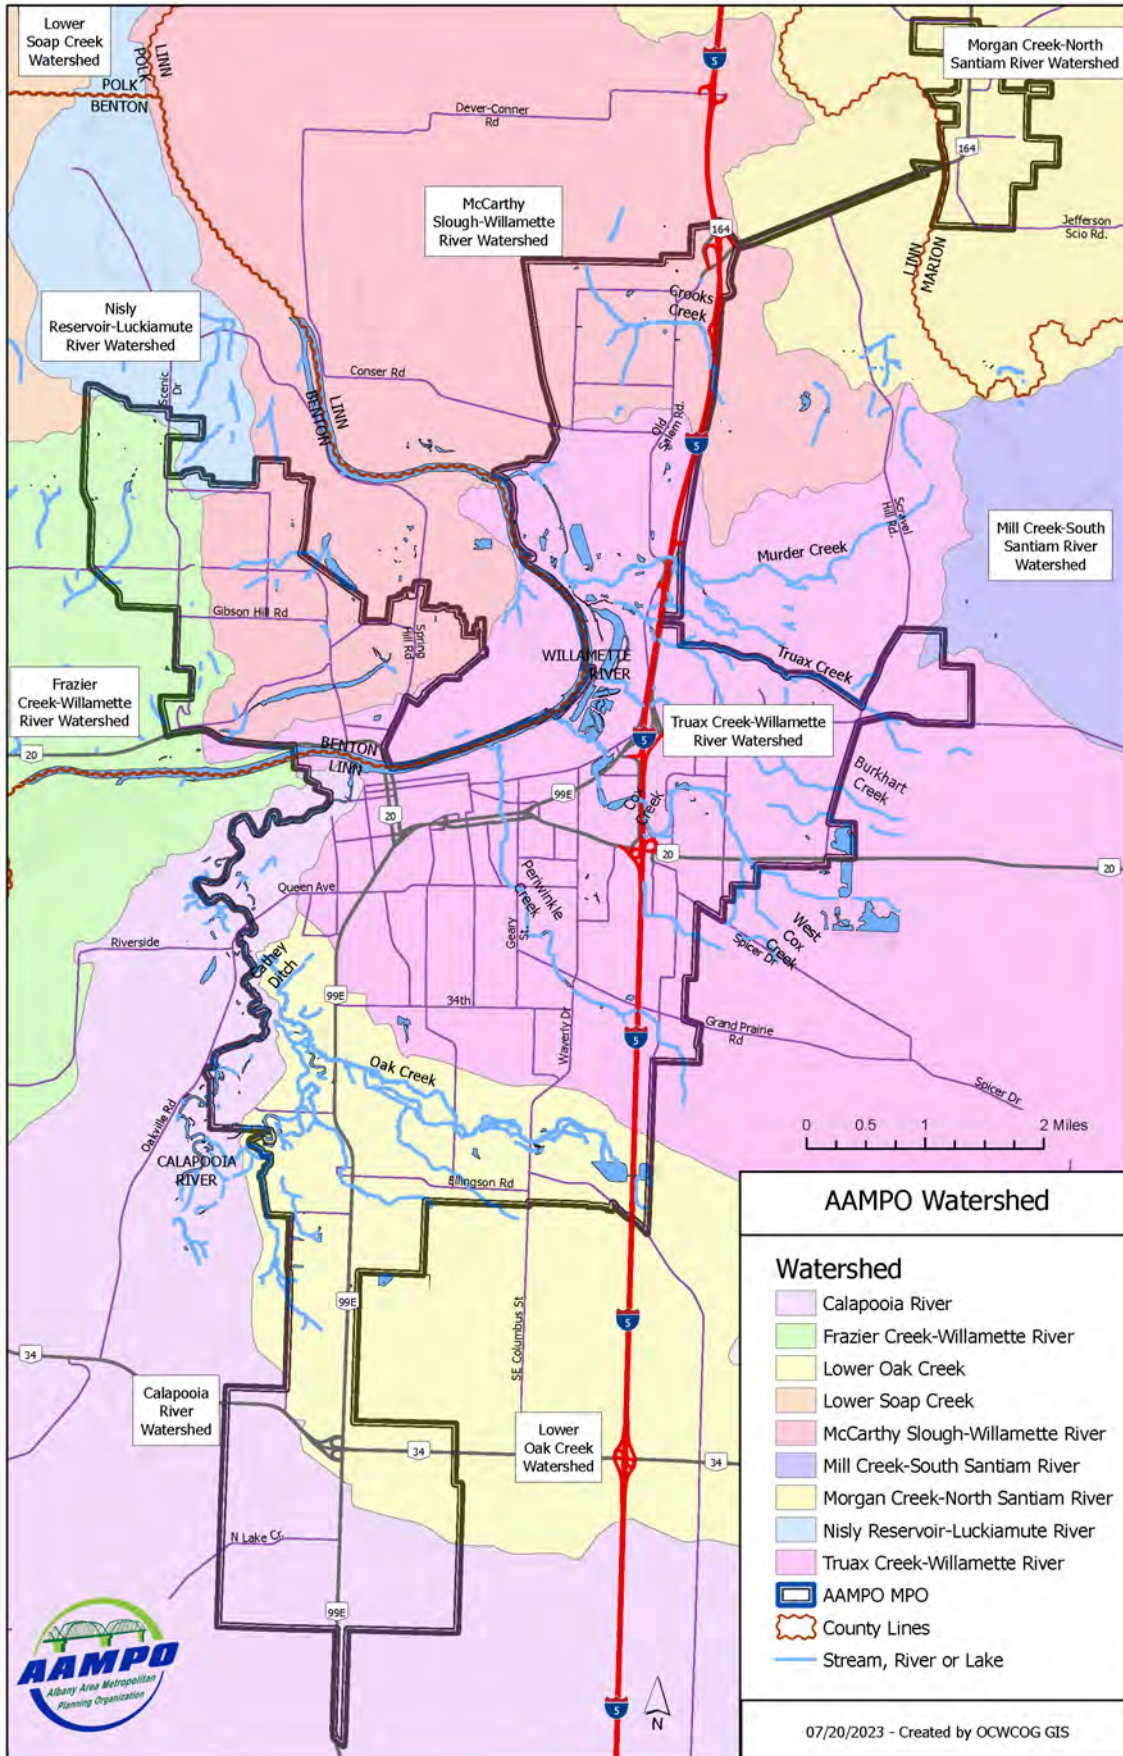 Lower
Soap Creek
Watershed
LINN
POLK
POLK
BENTON
5
Morgan Creek-North
Santiam River Watershed
Dever-Conner
Rd
164
McCarthy
Slough-Willamette
River Watershed
164
Jefferson
Scio Rd.
LINN
MARION
Nisly
Reservoir-Luckiamute
River Watershed
Crooks
Creek
Scenic
Dr
Conser Rd
LINN
BENTON
Old
Salem Rd.
5
Scravel
Hill Rd.
Mill Creek-South
Santiam River
Watershed
Murder Creek
Gibson Hill Rd
Spring
Hill Rd
WILLAMETTE
RIVER
Truax Creek
Frazier
Creek-Willamette
River Watershed
Truax Creek-Willamette
River Watershed
20
BENTON
LINN
5
Burkhart
Creek
99E
Cox
Creek
20
20
20
Queen Ave
Periwinkle
Creek
Geary
St.
West
Cox
Creek
Spicer Dr
Riverside
Cathey
Ditch
99E
34th
Waverly Dr
5
Grand Prairie
Rd
Oak Creek
Spicer Dr
Oakville Rd
0 0.5 1 2 Miles
CALAPOOIA
RIVER
Ellingson Rd
99E
5
SE Columbus St
34
Calapooia
River
Watershed
34
Lower
Oak Creek
Watershed
34
N Lake Cr.
99E
5
N
AAMPO
Albany Area Metropolitan
Planning Organization
AAMPO Watershed
Watershed
Calapooia River
Frazier Creek-Willamette River
Lower Oak Creek
Lower Soap Creek
McCarthy Slough-Willamette River
Mill Creek-South Santiam River
Morgan Creek-North Santiam River
Nisly Reservoir-Luckiamute River
Truax Creek-Willamette River
AAMPO MPO
County Lines
Stream, River or Lake
07/20/2023 - Created by OCWCOG GIS